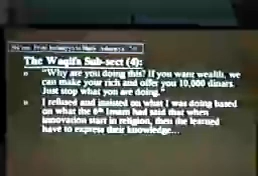 The Waqifa Sub-sect (4):
"Why are you doing this? If you want wealth, we
can make your rich and offer you 10,000 dinars.
Just stop what you are doing."
I refused and insisted on what I was doing based
on what the 6th Imam had said that when
innovation start in religion, then the learned
have to express their knowledge...